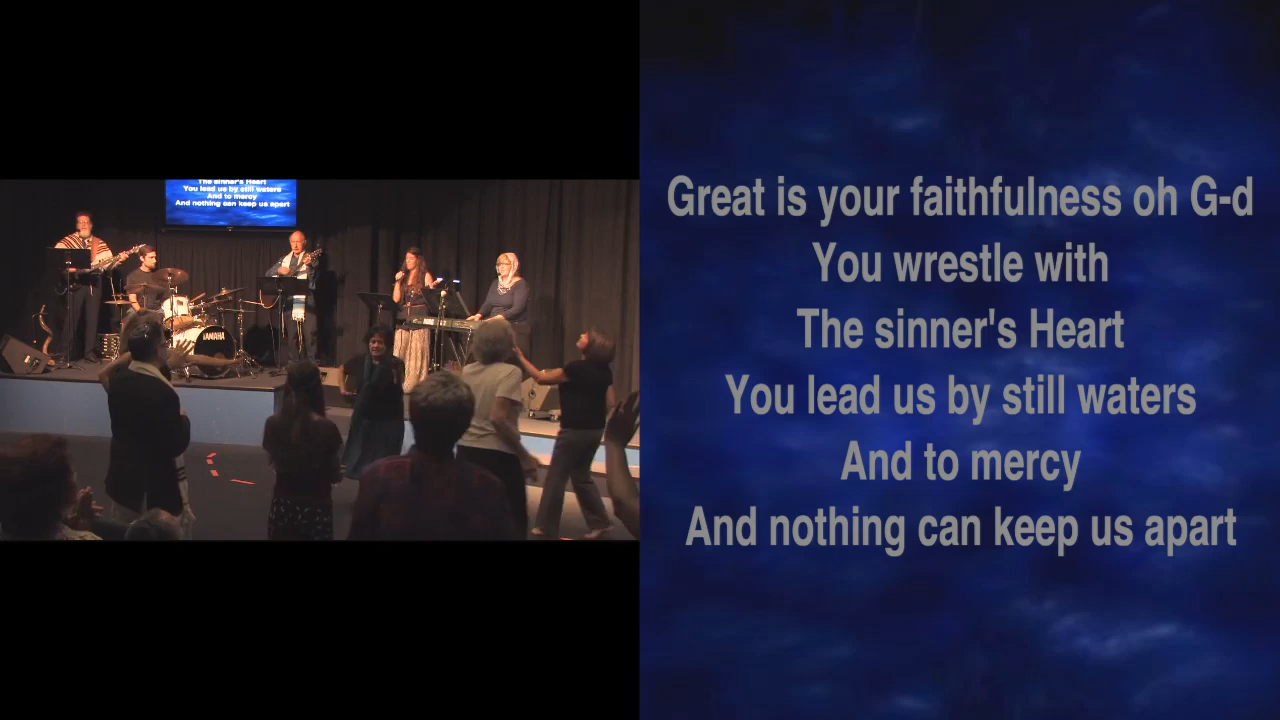 The sinner's Heart
You lead us by still waters
And to mercy
And nothing can keep us apart
YAMAHA
Great is your faithfulness oh G-d
You wrestle with
The sinner's Heart
You lead us by still waters
And to mercy
And nothing can keep us apart